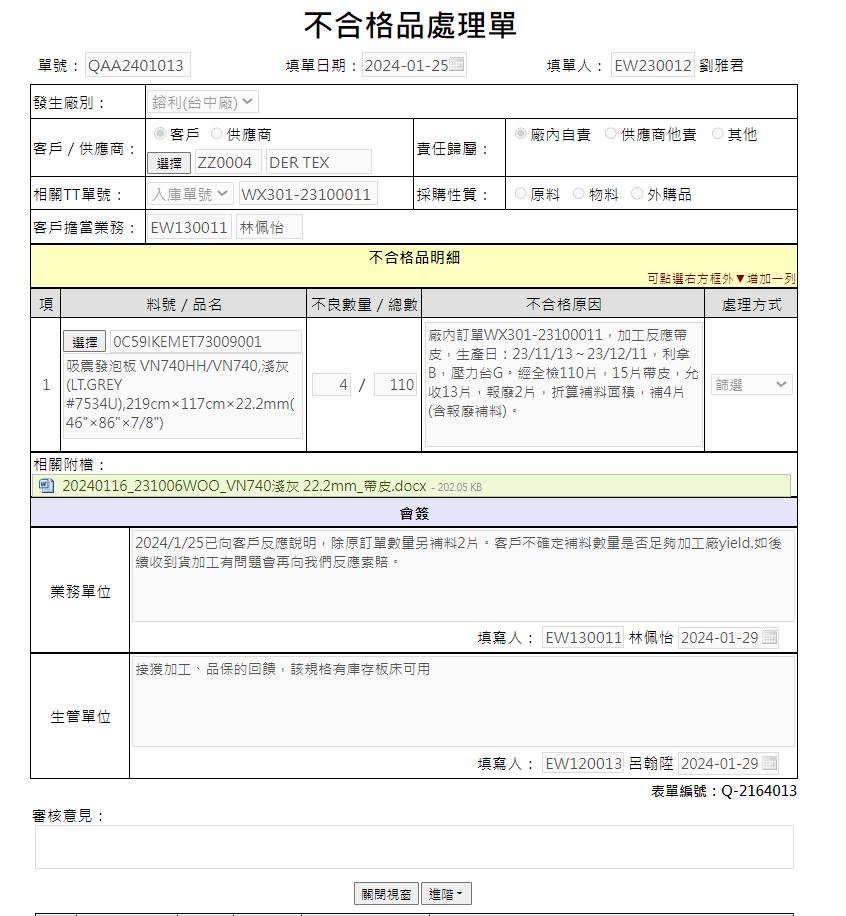 不合格品處理單
單號： QAA2401013 填單日期： 2024-01-25 填單人： EW230012 劉雅君
發生廠別： 鎔利(台中廠)
客戶 / 供應商： 客戶 供應商 責任歸屬： 廠內自責 供應商他責 其他
選擇 ZZ0004 DER TEX
相關TT單號： 入庫單號 WX301-23100011 採購性質： 原料 物料 外購品
客戶擔當業務： EW130011 林佩怡
不合格品明細
可點選右方框外▼增加一列
項 料號 / 品名 不良數量 / 總數 不合格原因 處理方式
1
選擇 0C59IKEMET73009001
吸震發泡板 VN740HH/VN740,淺灰
(LT.GREY
#7534U),219cm×117cm×22.2mm(
46"×86"×7/8")
4 / 110
廠內訂單WX301-23100011，加工反應帶
皮，生產日：23/11/13～23/12/11，利拿
B，壓力台G。經全檢110片，15片帶皮，允
收13片，報廢2片，折算補料面積，補4片
(含報廢補料)。
篩選
相關附檔：
20240116_231006WOO_VN740淺灰 22.2mm_帶皮.docx - 202.05 KB
會簽
業務單位
2024/1/25已向客戶反應說明，除原訂單數量另補料2片。客戶不確定補料數量是否足夠加工廠yield.如後
續收到貨加工有問題會再向我們反應索賠。
填寫人： EW130011 林佩怡 2024-01-29
生管單位
接獲加工、品保的回饋，該規格有庫存板床可用
填寫人： EW120013 呂翰陞 2024-01-29
表單編號：Q-2164013
審核意見：
關閉視窗 進階